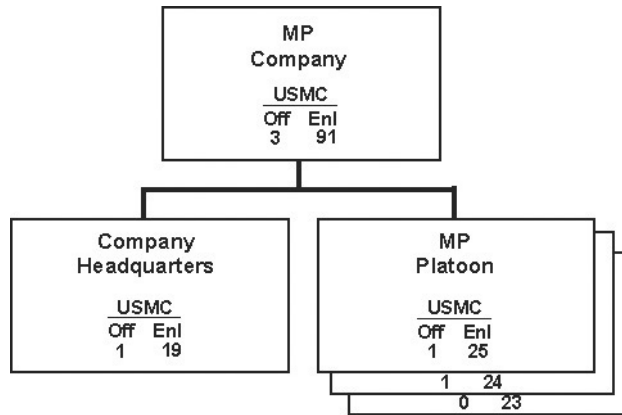 MP
Company
USMC
Off Enl
3 91
Company
Headquarters
USMC
Off Enl
1 19
MP
Platoon
USMC
Off Enl
1 25
1 24
0 23